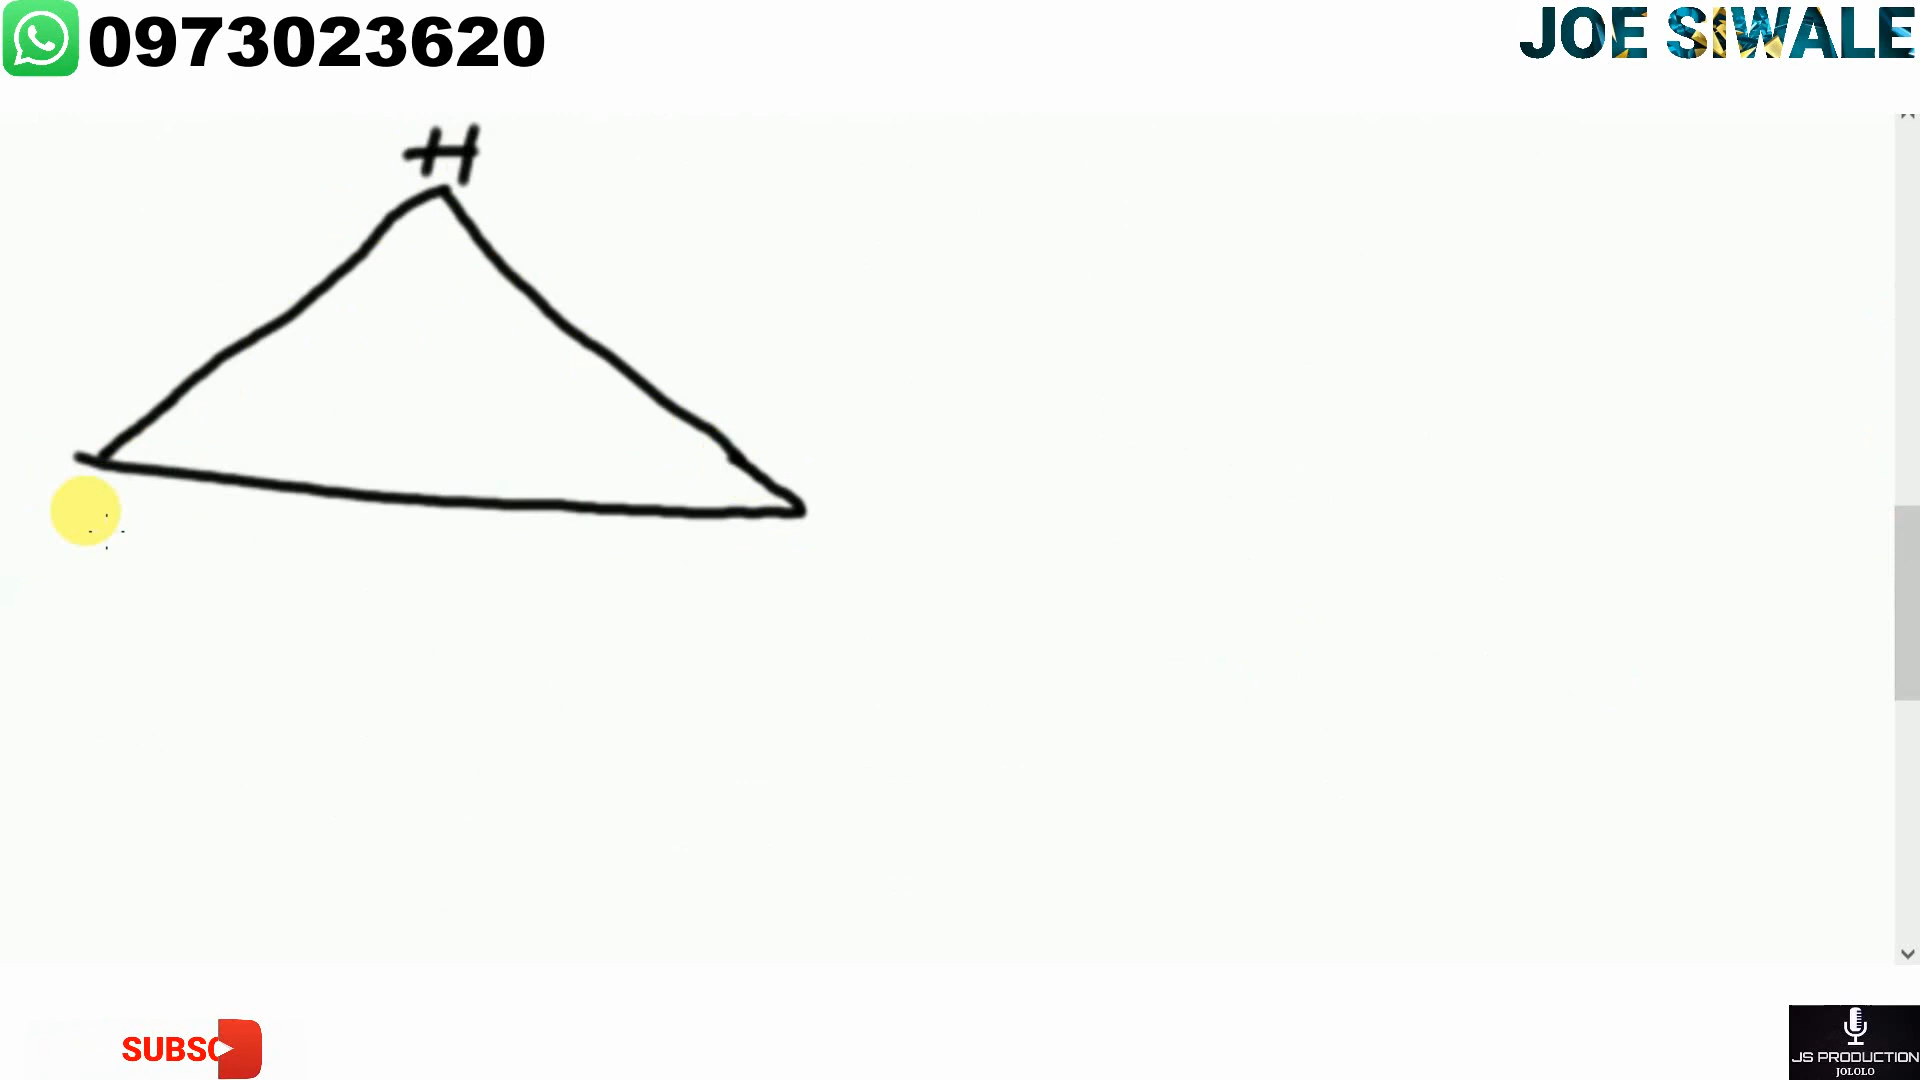 0973023620
JOE SIWALE
H
SUBSC
JS PRODUCTION
JOLOLO